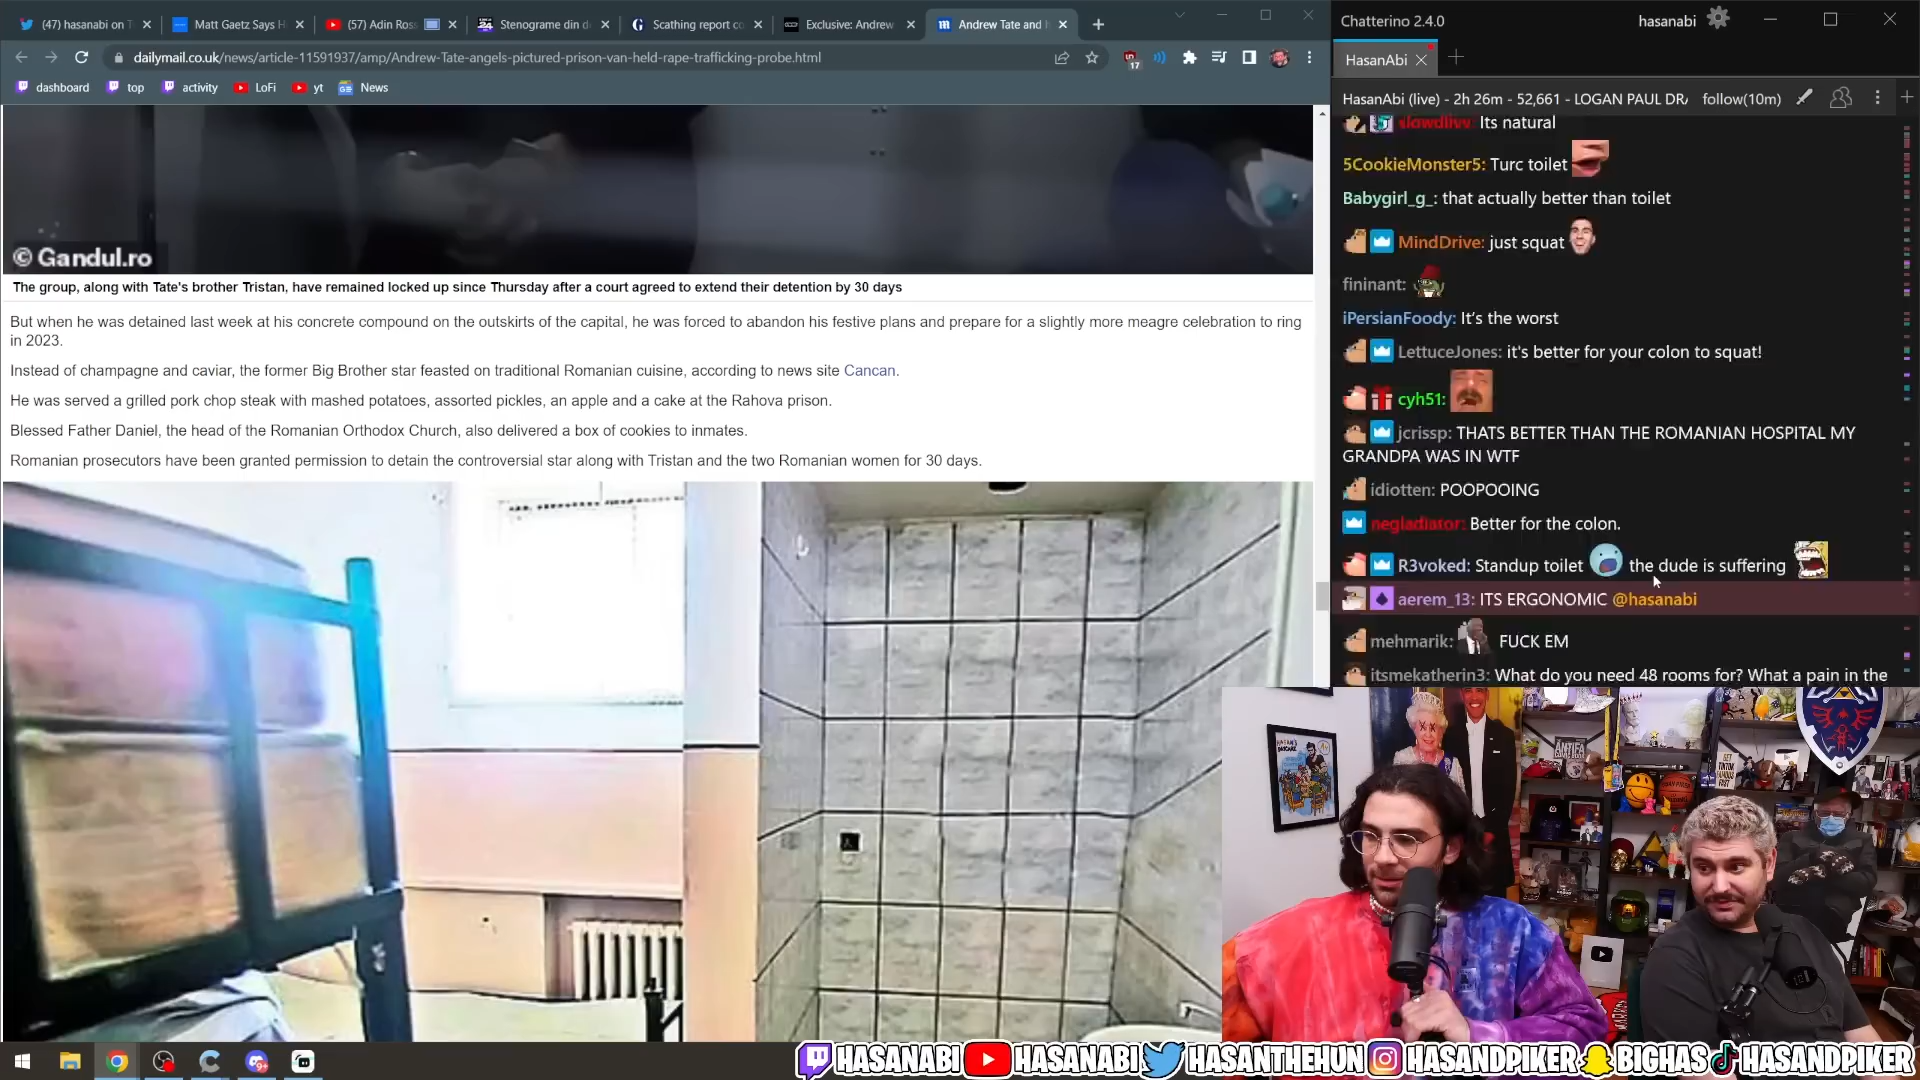 (47) hasanabi on T
Matt Gaetz Says H
(57) Adin Ross
Stenograme din d
Scathing report co
Exclusive: Andrew
Andrew Tate and h
dailymail.co.uk/news/article-11591937/amp/Andrew-Tate-angels-pictured-prison-van-held-rape-trafficking-probe.html
17
dashboard
top
activity
LoFi
yt
News
© Gandul.ro
The group, along with Tate's brother Tristan, have remained locked up since Thursday after a court agreed to extend their detention by 30 days
But when he was detained last week at his concrete compound on the outskirts of the capital, he was forced to abandon his festive plans and prepare for a slightly more meagre celebration to ring
in 2023.
Instead of champagne and caviar, the former Big Brother star feasted on traditional Romanian cuisine, according to news site Cancan.
He was served a grilled pork chop steak with mashed potatoes, assorted pickles, an apple and a cake at the Rahova prison.
Blessed Father Daniel, the head of the Romanian Orthodox Church, also delivered a box of cookies to inmates.
Romanian prosecutors have been granted permission to detain the controversial star along with Tristan and the two Romanian women for 30 days.
Chatterino 2.4.0
hasanabi
HasanAbi
HasanAbi (live) - 2h 26m - 52,661 - LOGAN PAUL DRA
follow(10m)
slowdlivv: Its natural
5CookieMonster5: Turc toilet
Babygirl_g_: that actually better than toilet
MindDrive: just squat
fininant:
iPersianFoody: It's the worst
LettuceJones: it's better for your colon to squat!
cyh51:
jcrissp: THATS BETTER THAN THE ROMANIAN HOSPITAL MY
GRANDPA WAS IN WTF
idiotten: POOPOOING
negladiator: Better for the colon.
R3voked: Standup toilet the dude is suffering
aerem_13: ITS ERGONOMIC @hasanabi
mehmarik: FUCK EM
itsmekatherin3: What do you need 48 rooms for? What a pain in the
ANTIFA
HASANABI
HASANABI
HASANTHEHUN
HASANDPIKER
BIGHAS
HASANDPIKER